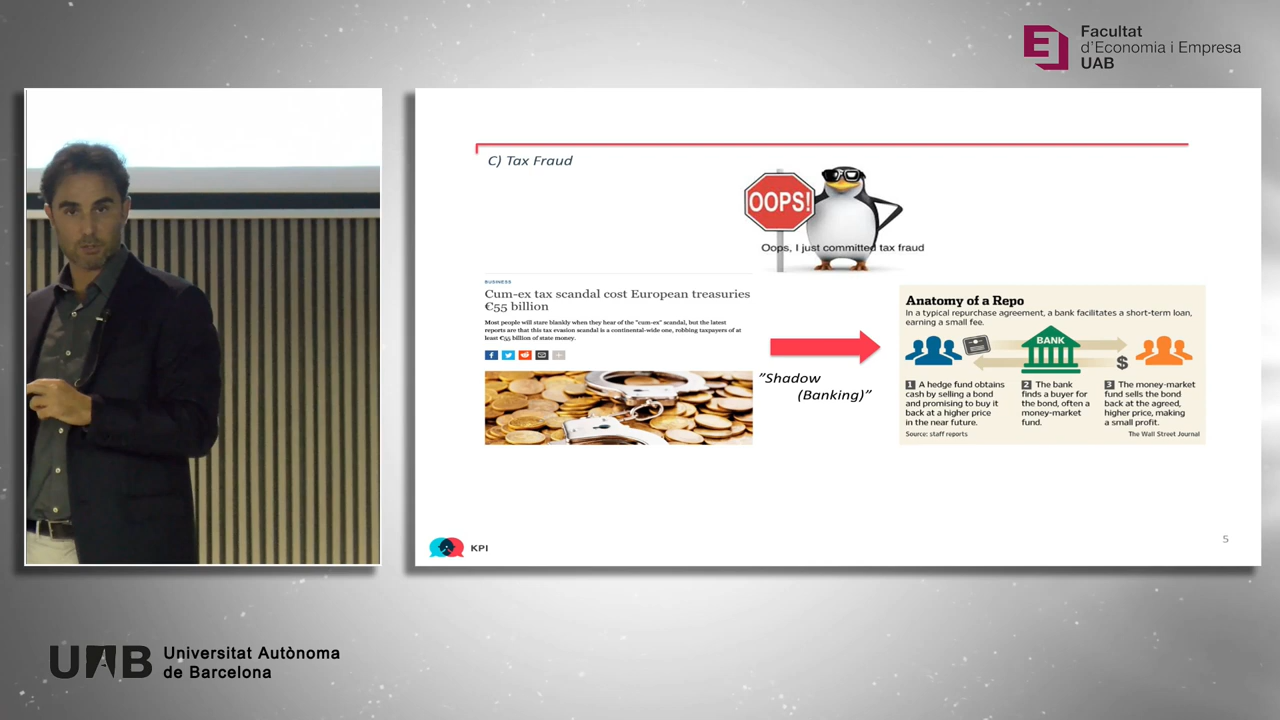 Facultat
d'Economia i Empresa
UAB
C) Tax Fraud
OOPS!
Oops, I just committed tax fraud
BUSINESS
Cum-ex tax scandal cost European treasuries
€55 billion
Most people will stare blankly when they hear of the "cum-ex" scandal, but the latest
reports are that this tax evasion scandal is a continental-wide one, robbing taxpayers of at
least €55 billion of state money.
"Shadow
(Banking)"
Anatomy of a Repo
In a typical repurchase agreement, a bank facilitates a short-term loan,
earning a small fee.
BANK
$
1 A hedge fund obtains
cash by selling a bond
and promising to buy it
back at a higher price
in the near future.
2 The bank
finds a buyer for
the bond, often a
money-market
fund.
3 The money-market
fund sells the bond
back at the agreed,
higher price, making
a small profit.
Source: staff reports
The Wall Street Journal
KPI
5
UAB
Universitat Autònoma
de Barcelona